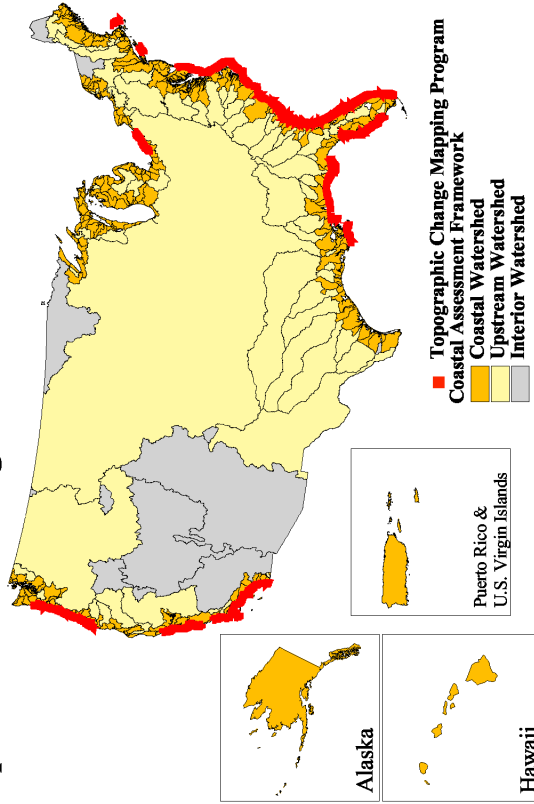 Topographic Change Mapping Program
Coastal Assessment Framework
Coastal Watershed
Upstream Watershed
Interior Watershed
Puerto Rico &
U.S. Virgin Islands
Alaska
Hawaii